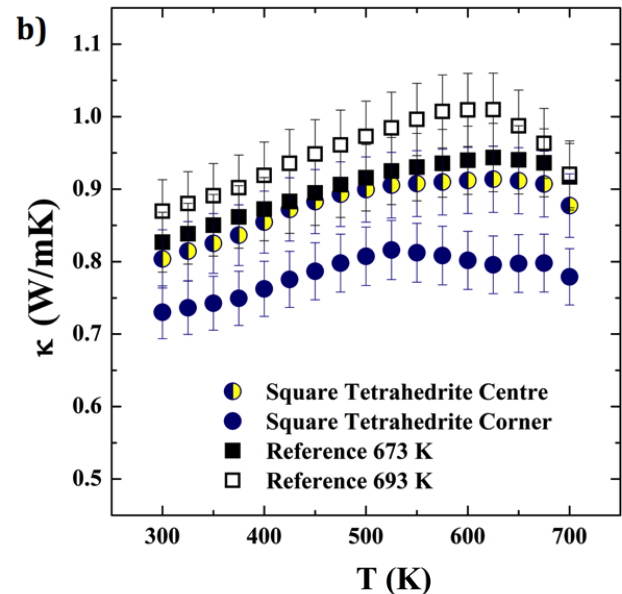 b)
1.1
1.0
0.9
0.8
0.7
0.6
0.5
κ (W/mK)
Square Tetrahedrite Centre
Square Tetrahedrite Corner
Reference 673 K
Reference 693 K
300 400 500 600 700
T (K)